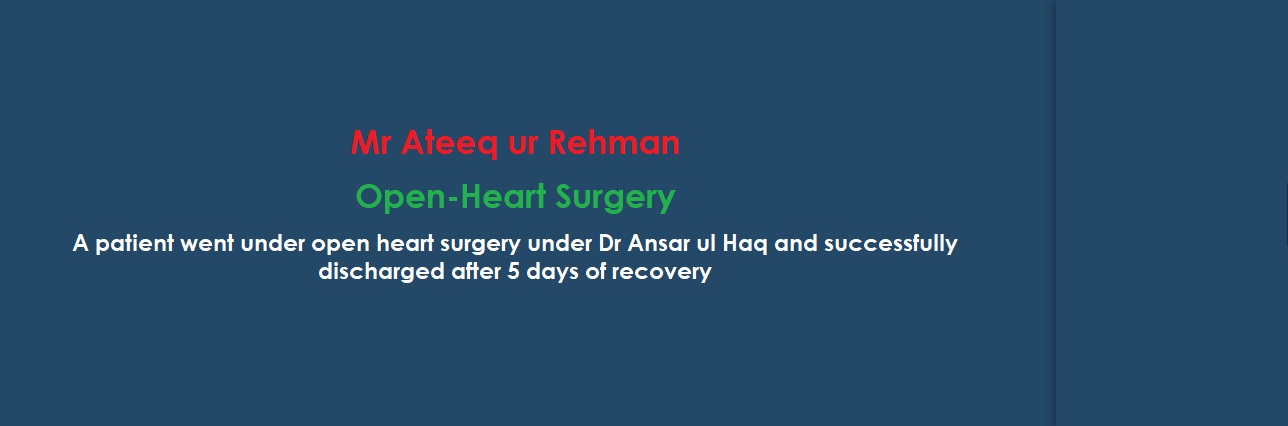 Mr Ateeq ur Rehman
Open-Heart Surgery
A patient went under open heart surgery under Dr Ansar ul Haq and successfully
discharged after 5 days of recovery